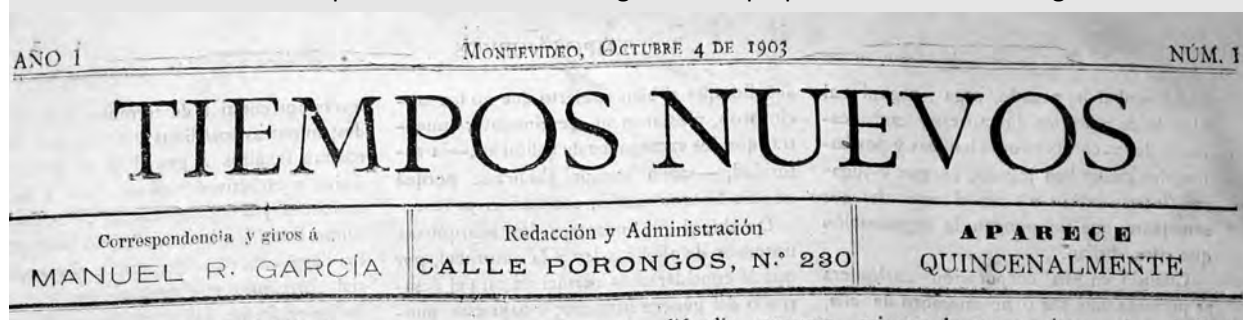 AÑO I MONTEVIDEO, OCTUBRE 4 DE 1903 NÚM. 1
TIEMPOS NUEVOS
Correspondencia y giros á
MANUEL R. GARCÍA
Redacción y Administración
CALLE PORONGOS, N.º 230
APARECE
QUINCENALMENTE